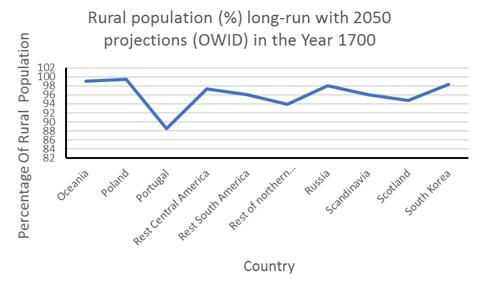 Rural population (%) long-run with 2050
projections (OWID) in the Year 1700
Percentage Of Rural Population
102
100
98
96
94
92
90
88
86
84
82
Oceania
Poland
Portugal
Rest Central America
Rest South America
Rest of northern...
Russia
Scandinavia
Scotland
South Korea
Country